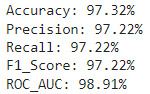 Accuracy: 97.32%
Precision: 97.22%
Recall: 97.22%
F1_Score: 97.22%
ROC_AUC: 98.91%